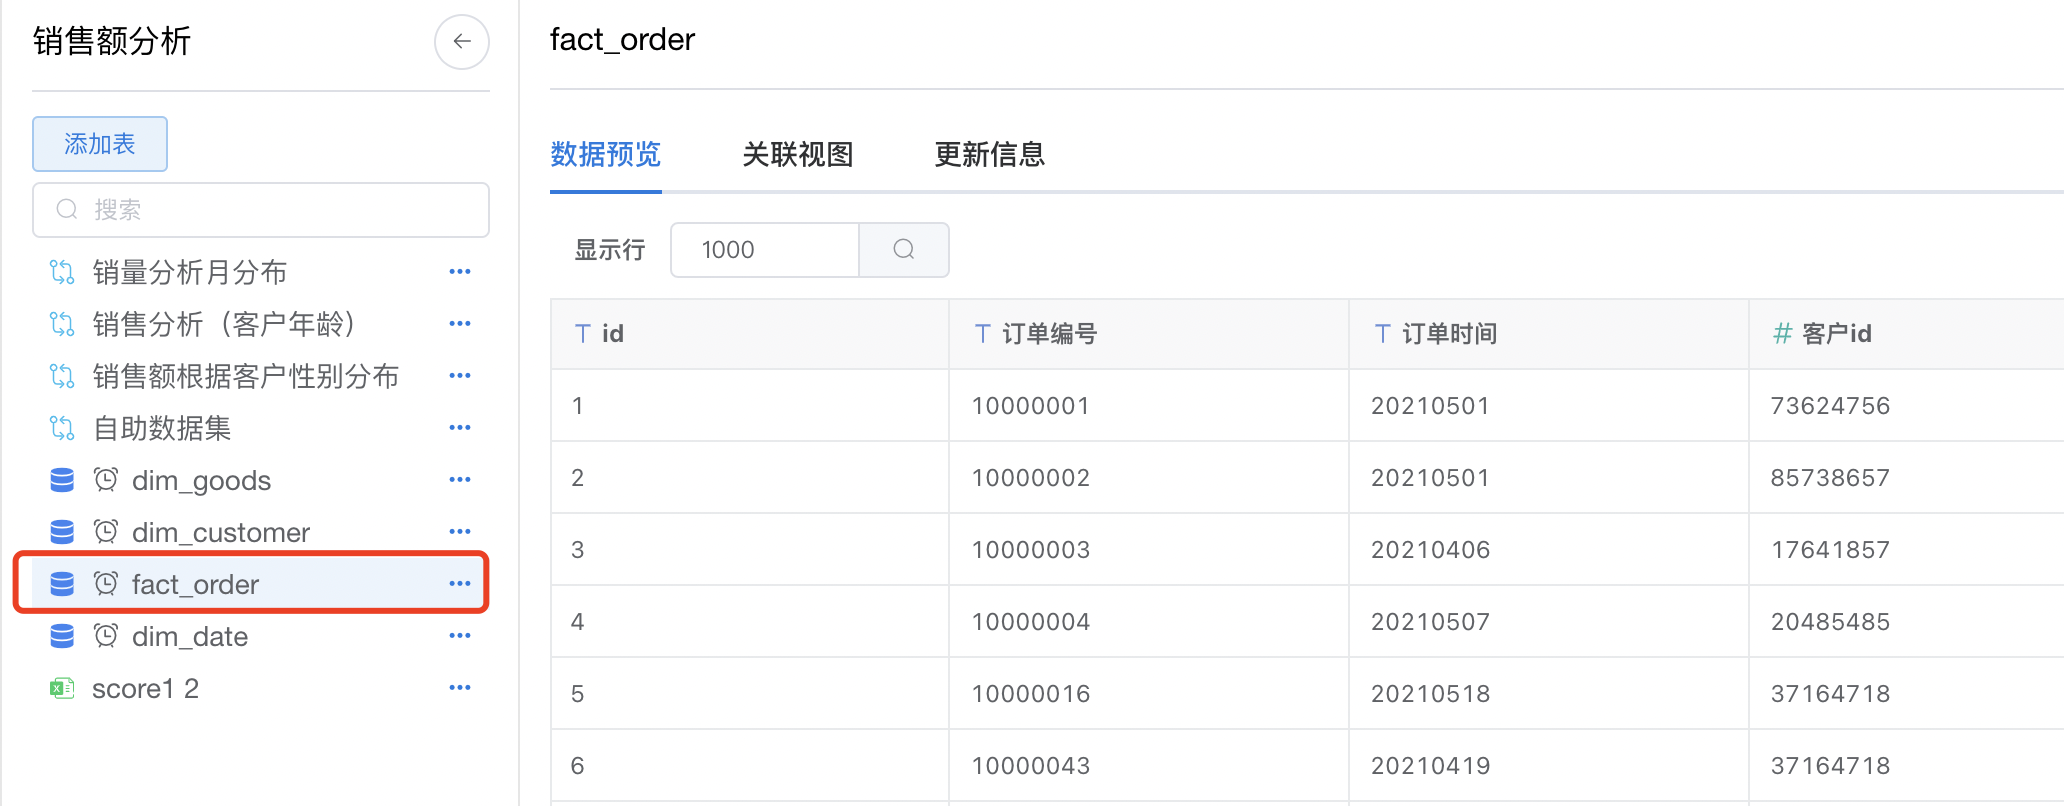 销售额分析
添加表
搜索
销量分析月分布
销售分析（客户年龄）
销售额根据客户性别分布
自助数据集
dim_goods
dim_customer
fact_order
dim_date
score1 2
fact_order
数据预览 关联视图 更新信息
显示行 1000
T id T 订单编号 T 订单时间 # 客户id
1 10000001 20210501 73624756
2 10000002 20210501 85738657
3 10000003 20210406 17641857
4 10000004 20210507 20485485
5 10000016 20210518 37164718
6 10000043 20210419 37164718